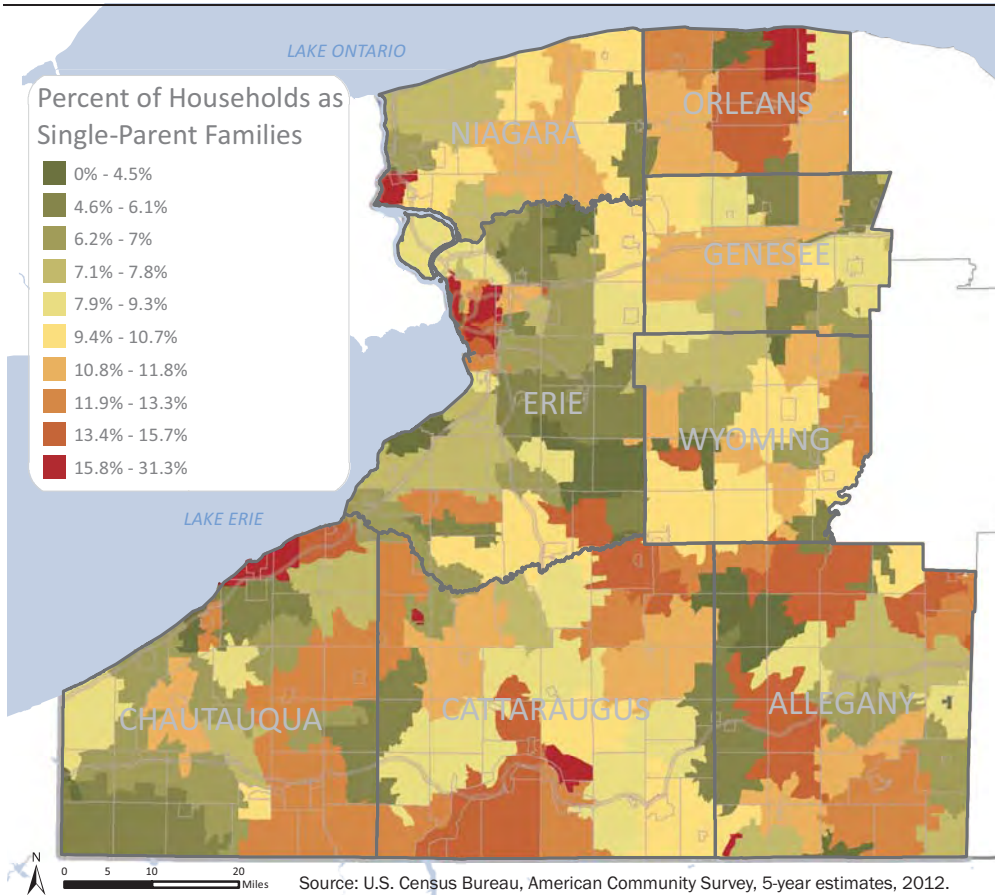 LAKE ONTARIO
Percent of Households as
Single-Parent Families
0% - 4.5%
4.6% - 6.1%
6.2% - 7%
7.1% - 7.8%
7.9% - 9.3%
9.4% - 10.7%
10.8% - 11.8%
11.9% - 13.3%
13.4% - 15.7%
15.8% - 31.3%
NIAGARA
ORLEANS
GENESEE
ERIE
WYOMING
LAKE ERIE
CHAUTAUQUA
CATTARAUGUS
ALLEGANY
N
0 5 10 20
Miles
Source: U.S. Census Bureau, American Community Survey, 5-year estimates, 2012.